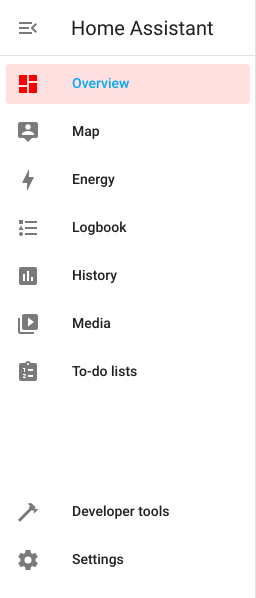 Home Assistant
Overview
Map
Energy
Logbook
History
Media
To-do lists
Developer tools
Settings